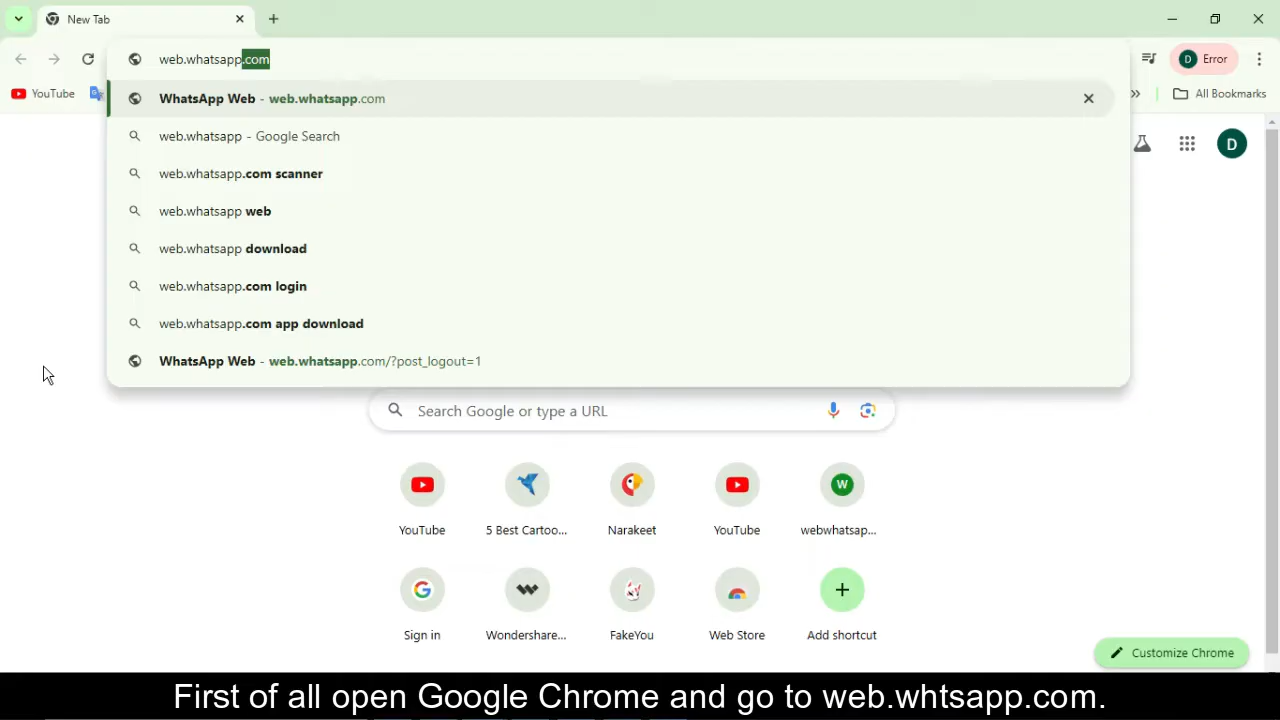 New Tab
web.whatsapp.com
Error
D
YouTube
All Bookmarks
WhatsApp Web - web.whatsapp.com
web.whatsapp - Google Search
web.whatsapp.com scanner
web.whatsapp web
web.whatsapp download
web.whatsapp.com login
web.whatsapp.com app download
WhatsApp Web - web.whatsapp.com/?post_logout=1
D
Search Google or type a URL
W
YouTube
5 Best Cartoo...
Narakeet
YouTube
webwhatsap...
Sign in
Wondershare...
FakeYou
Web Store
Add shortcut
Customize Chrome
First of all open Google Chrome and go to web.whtsapp.com.